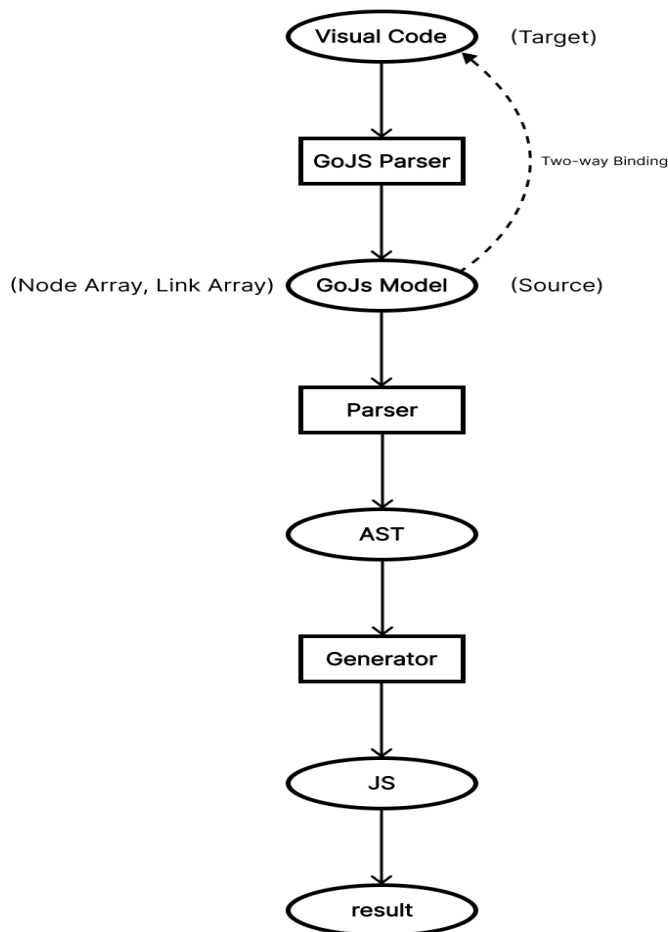 Visual Code (Target)
GoJS Parser
Two-way Binding
(Node Array, Link Array) GoJs Model (Source)
Parser
AST
Generator
JS
result